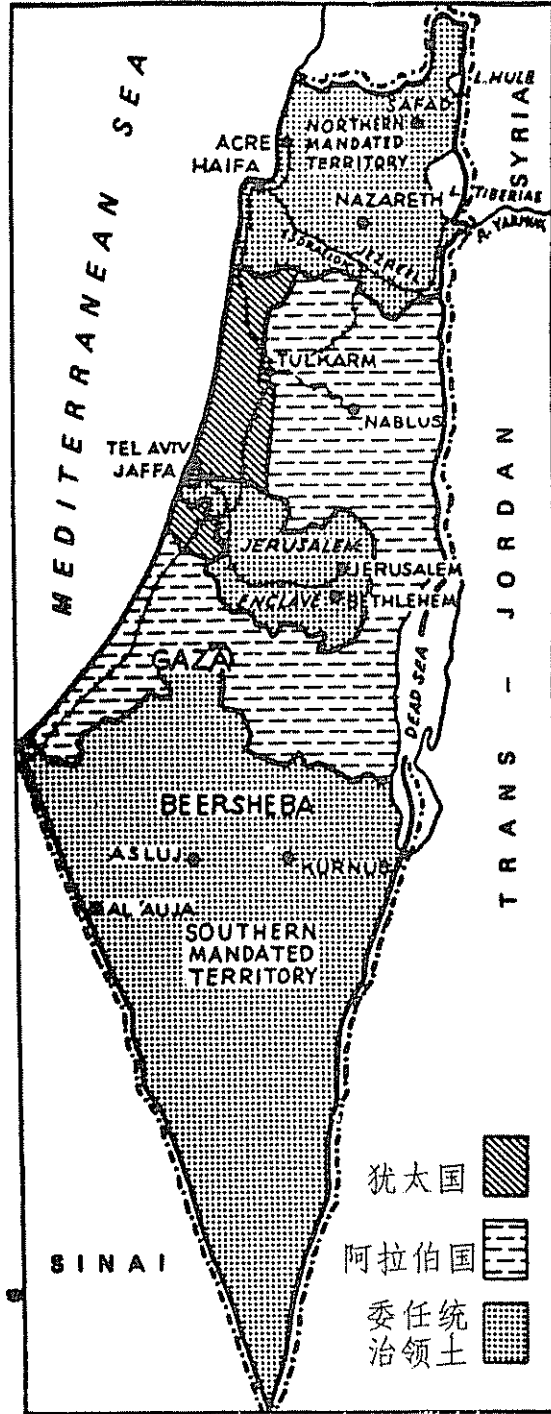 MEDITERRANEAN SEA
L. HULE
SYRIA
SAFAD
ACRE
NORTHERN
MANDATED
TERRITORY
HAIFA
NAZARETH
L. TIBERIAS
R. YARMUK
ESDRAELON
JEZREEL
TULKARM
NABLUS
TEL AVIV
JAFFA
JERUSALEM
ENCLAVE
JERUSALEM
BETHLEHEM
GAZA
DEAD SEA
TRANS – JORDAN
BEERSHEBA
ASLUJ
KURNUB
AL 'AUJA
SOUTHERN
MANDATED
TERRITORY
SINAI
犹太国
阿拉伯国
委任统
治领土